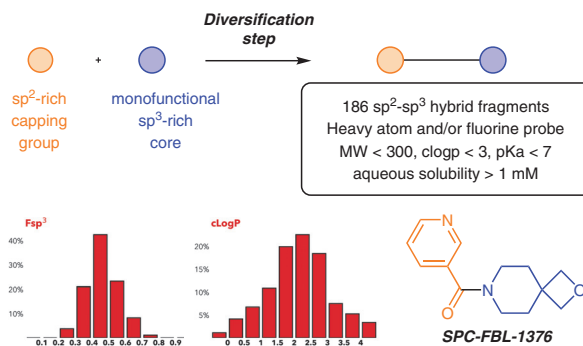 Diversification
step
+
sp²-rich
capping
group
monofunctional
sp³-rich
core
186 sp²-sp³ hybrid fragments
Heavy atom and/or fluorine probe
MW < 300, clogp < 3, pKa < 7
aqueous solubility > 1 mM
Fsp³
40%
30%
20%
10%
0.1 0.2 0.3 0.4 0.5 0.6 0.7 0.8 0.9
cLogP
20%
15%
10%
5%
0 0.5 1 1.5 2 2.5 3 3.5 4
N
N
O
O
SPC-FBL-1376